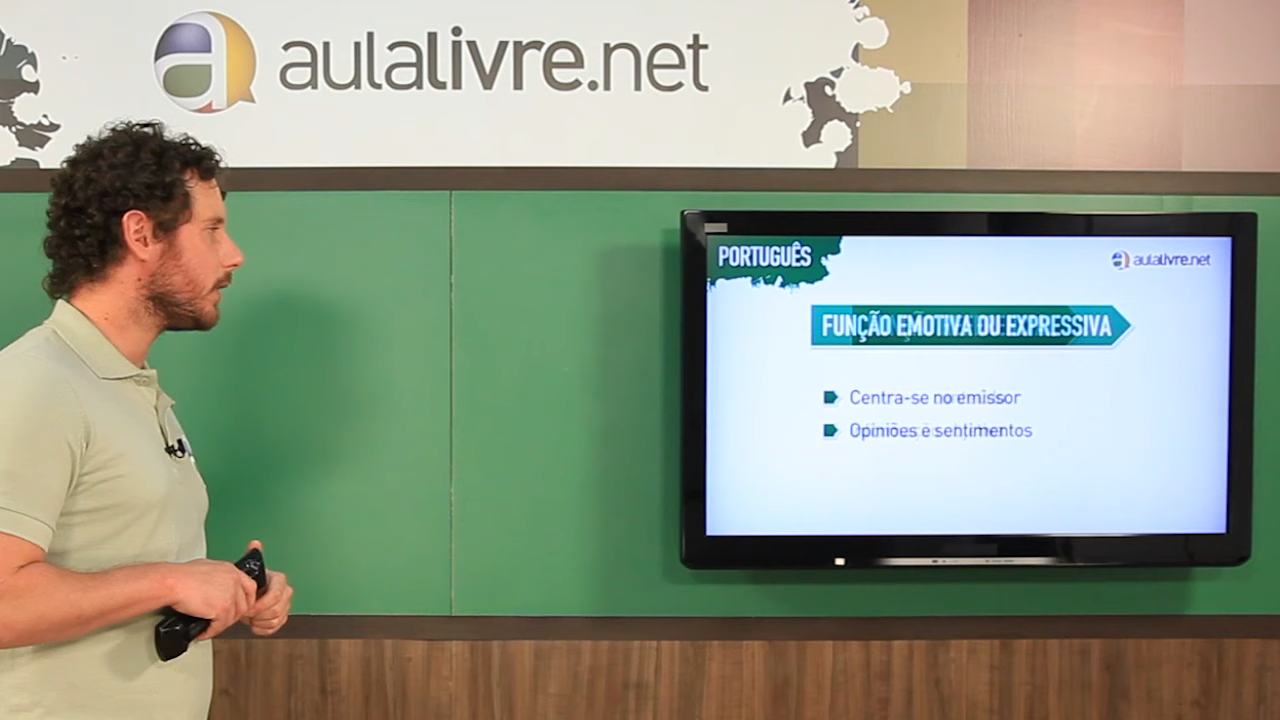 aulalivre.net
PORTUGUÊS
aulalivre.net
FUNÇÃO EMOTIVA OU EXPRESSIVA
Centra-se no emissor
Opiniões e sentimentos